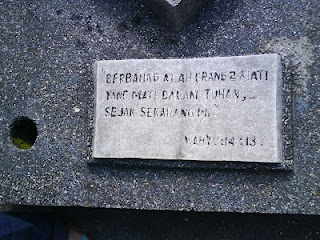 "BERBAHAGIALAH ORANG2 MATI
YANG MATI DALAM TUHAN,...
SEJAK SEKARANG INI"
WAHYU 14:13.